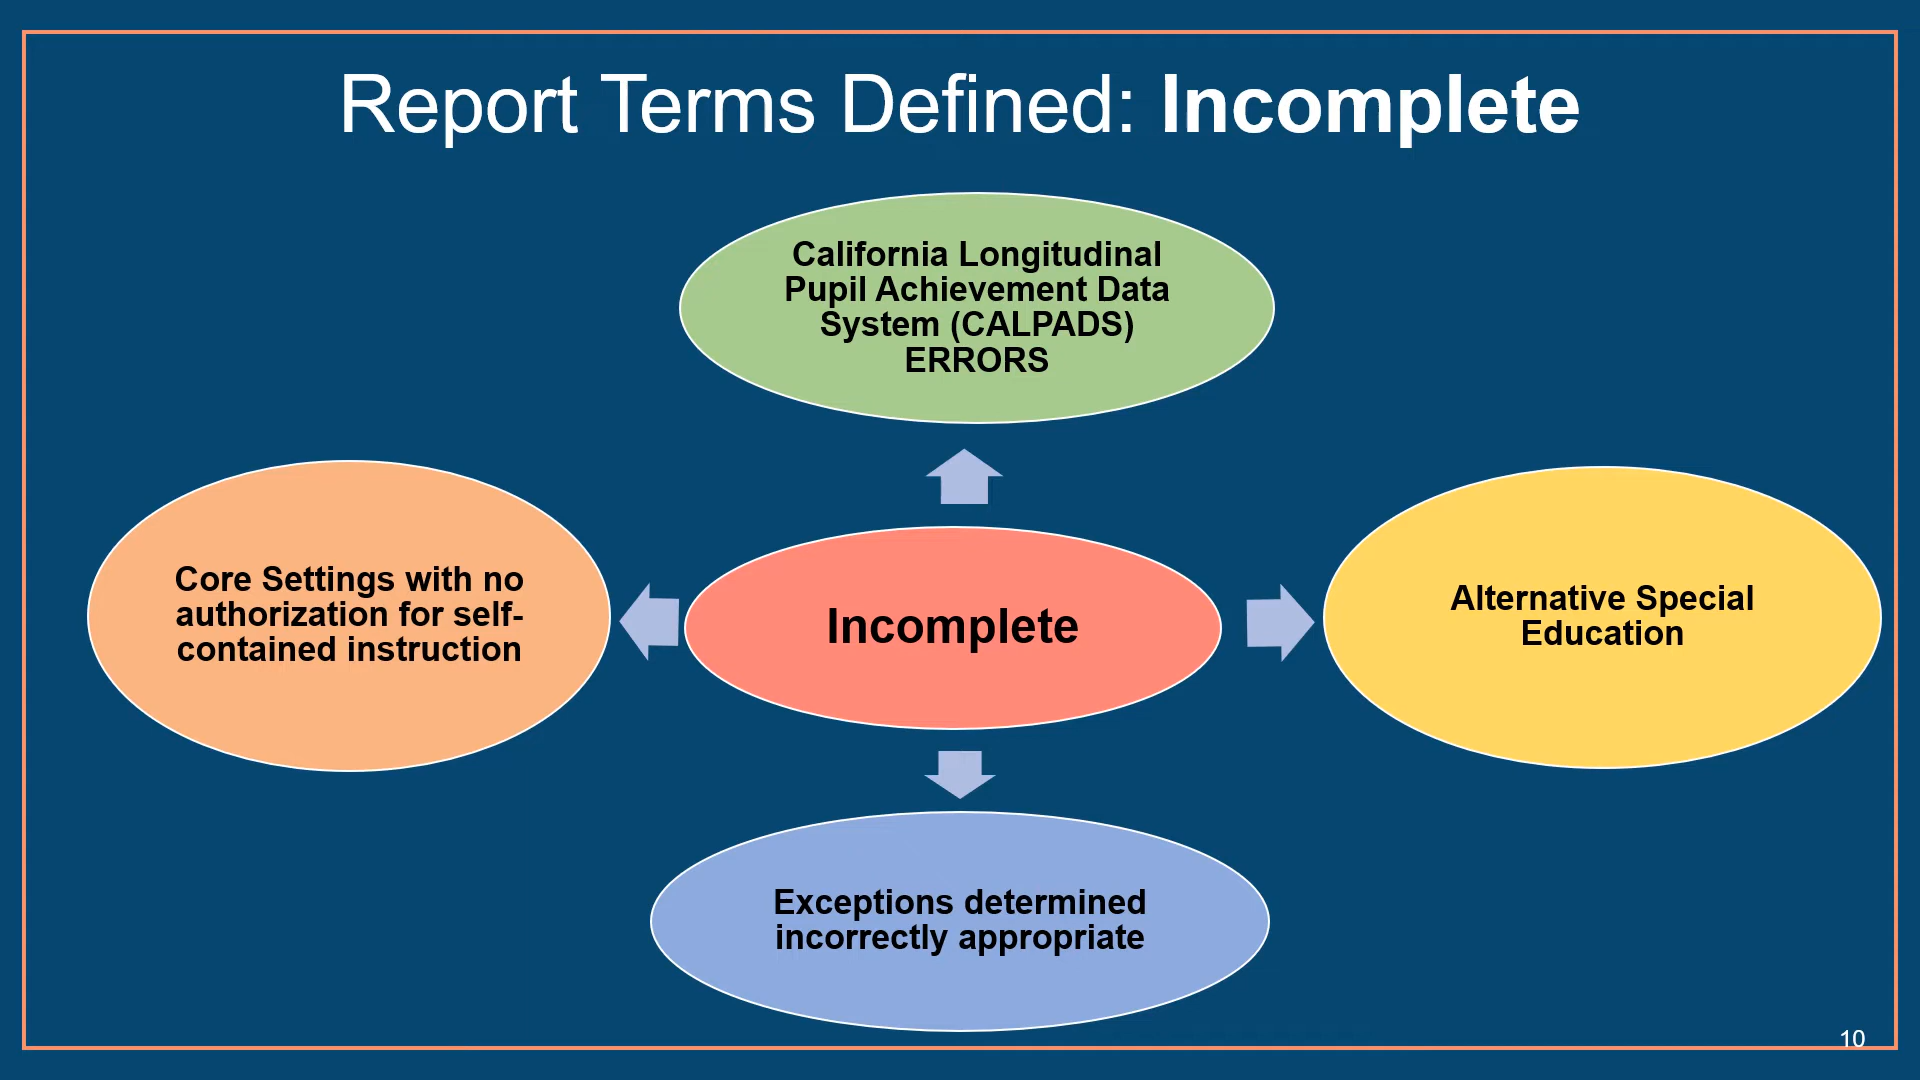 Report Terms Defined: Incomplete
California Longitudinal
Pupil Achievement Data
System (CALPADS)
ERRORS
Core Settings with no
authorization for self-
contained instruction
Incomplete
Alternative Special
Education
Exceptions determined
incorrectly appropriate
10